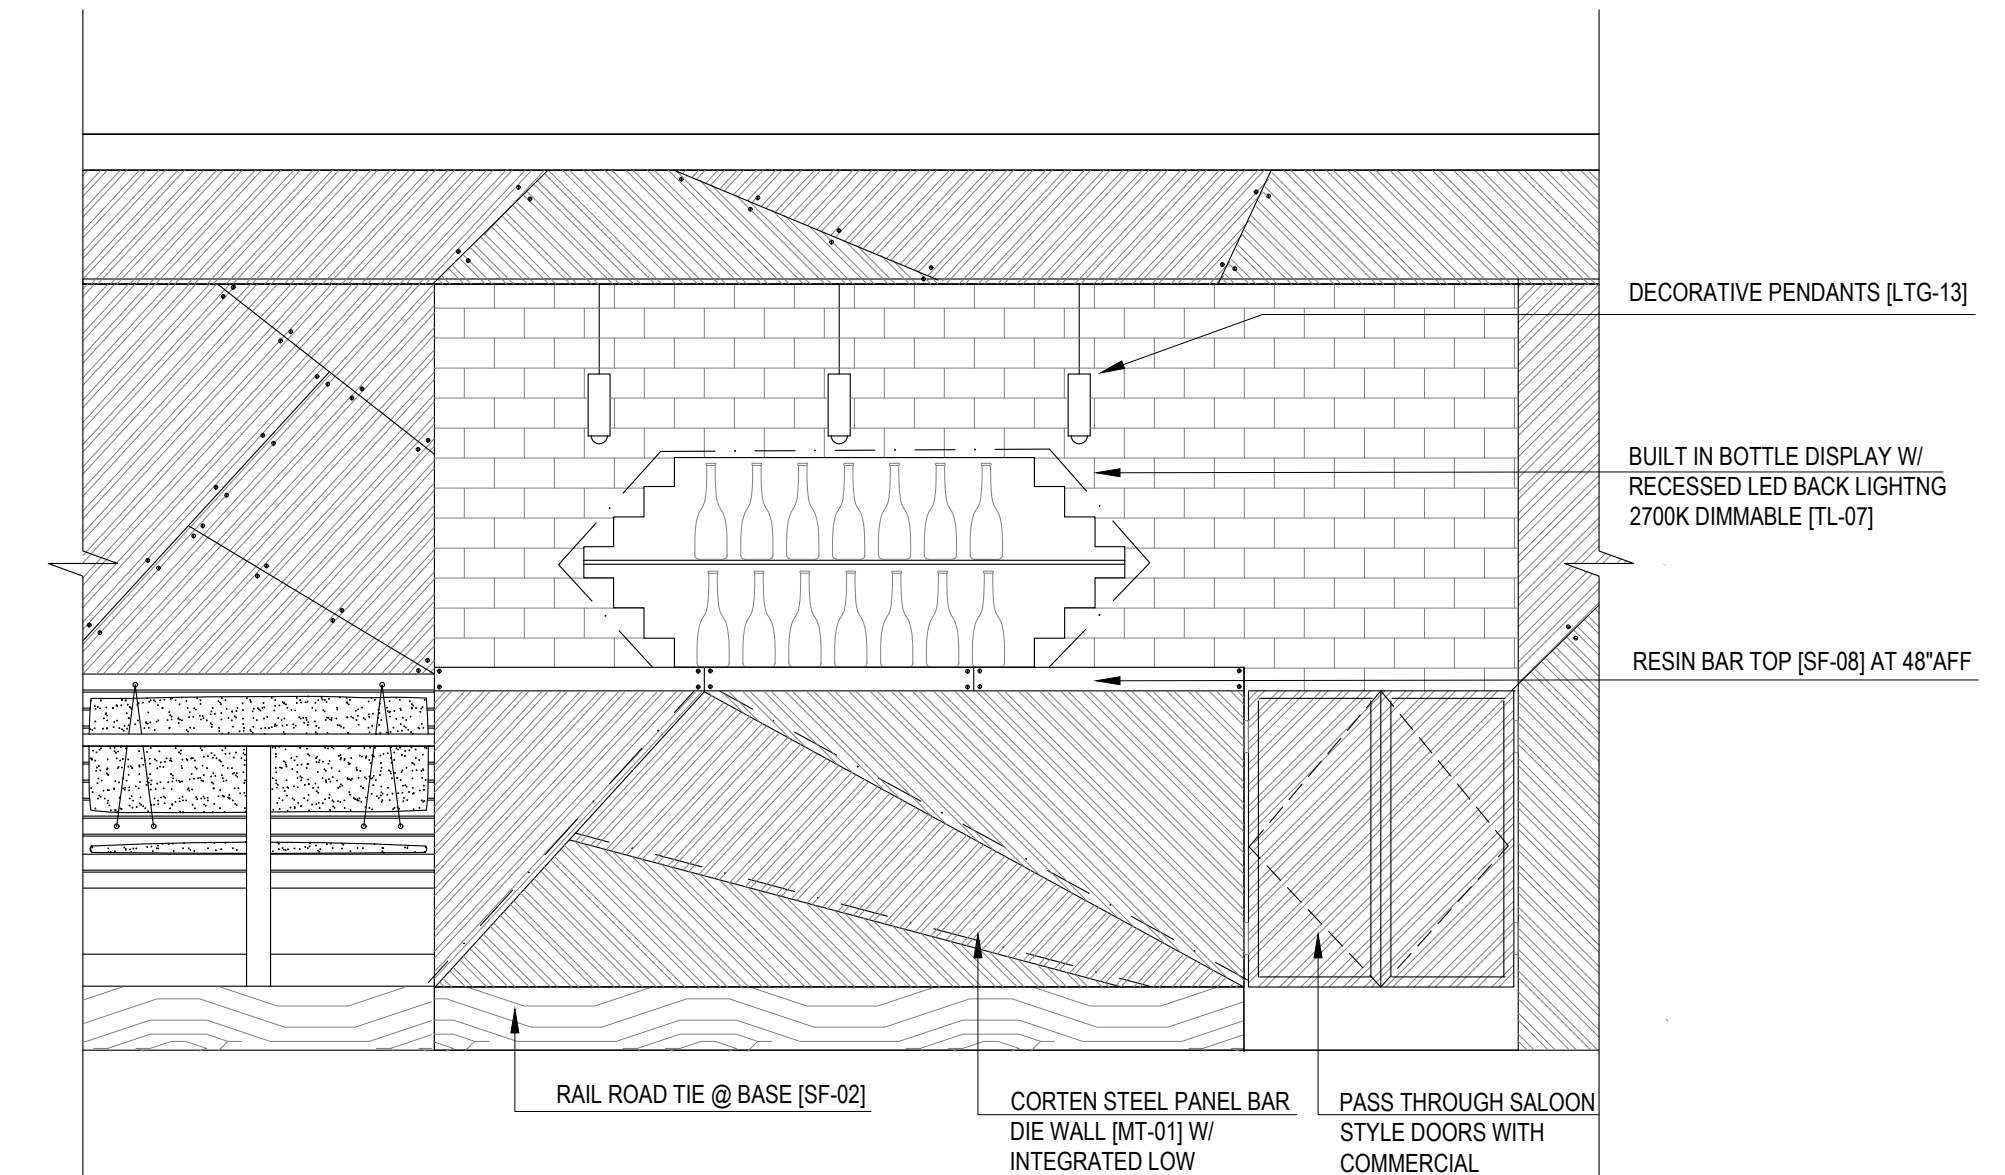 DECORATIVE PENDANTS [LTG-13]
BUILT IN BOTTLE DISPLAY W/
RECESSED LED BACK LIGHTNG
2700K DIMMABLE [TL-07]
RESIN BAR TOP [SF-08] AT 48"AFF
RAIL ROAD TIE @ BASE [SF-02]
CORTEN STEEL PANEL BAR
DIE WALL [MT-01] W/
INTEGRATED LOW
PASS THROUGH SALOON
STYLE DOORS WITH
COMMERCIAL